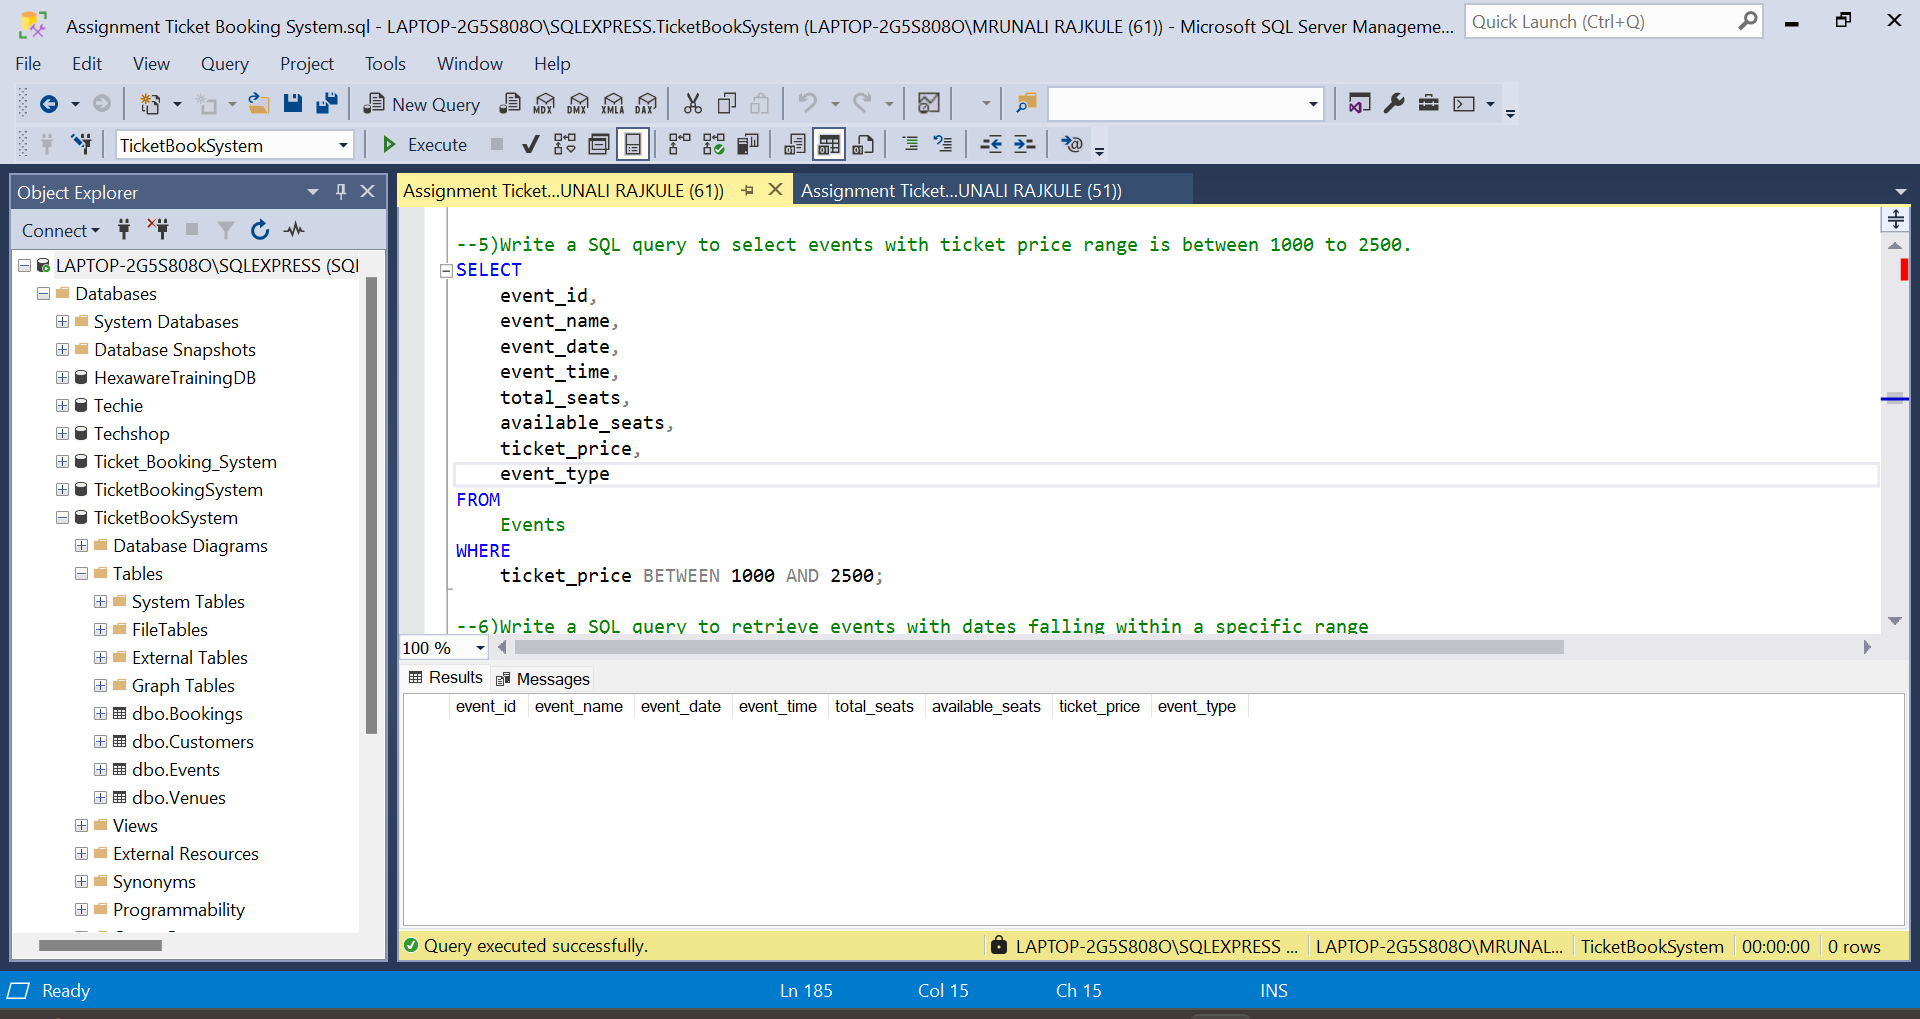 Assignment Ticket Booking System.sql - LAPTOP-2G5S808O\SQLEXPRESS.TicketBookSystem (LAPTOP-2G5S808O\MRUNALI RAJKULE (61)) - Microsoft SQL Server Manageme...
Quick Launch (Ctrl+Q)
File Edit View Query Project Tools Window Help
New Query
MDX DMX XMLA DAX
TicketBookSystem
Execute
Object Explorer
Connect
LAPTOP-2G5S808O\SQLEXPRESS (SQL
Databases
System Databases
Database Snapshots
HexawareTrainingDB
Techie
Techshop
Ticket_Booking_System
TicketBookingSystem
TicketBookSystem
Database Diagrams
Tables
System Tables
FileTables
External Tables
Graph Tables
dbo.Bookings
dbo.Customers
dbo.Events
dbo.Venues
Views
External Resources
Synonyms
Programmability
Assignment Ticket...UNALI RAJKULE (61))
Assignment Ticket...UNALI RAJKULE (51))
--5)Write a SQL query to select events with ticket price range is between 1000 to 2500.
SELECT
event_id,
event_name,
event_date,
event_time,
total_seats,
available_seats,
ticket_price,
event_type
FROM
Events
WHERE
ticket_price BETWEEN 1000 AND 2500;
--6)Write a SQL query to retrieve events with dates falling within a specific range
100 %
Results Messages
event_id event_name event_date event_time total_seats available_seats ticket_price event_type
Query executed successfully.
LAPTOP-2G5S808O\SQLEXPRESS ... LAPTOP-2G5S808O\MRUNAL... TicketBookSystem 00:00:00 0 rows
Ready Ln 185 Col 15 Ch 15 INS